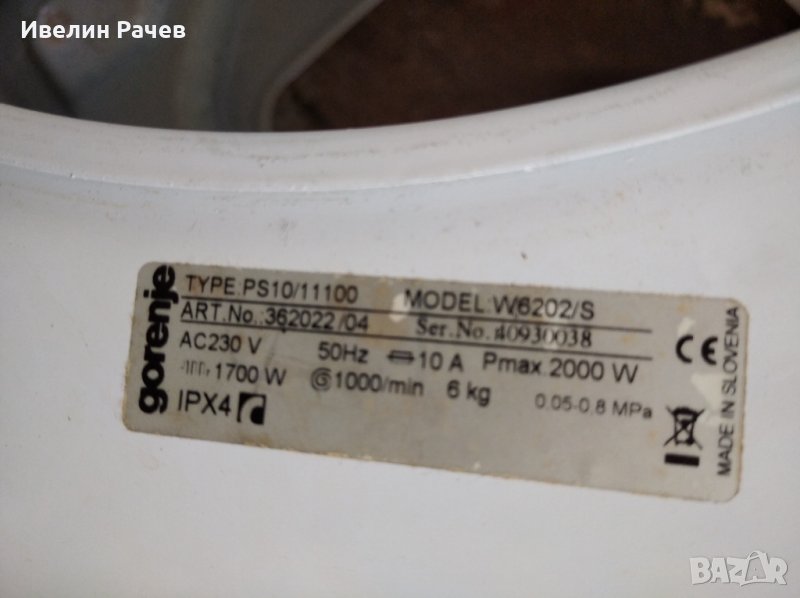 Ивелин Рачев
gorenje
TYPE.PS10/11100 MODEL:W6202/S
ART.No.:362022/04 Ser.No.:40930038
AC230 V 50Hz 10 A Pmax 2000 W
1700 W 1000/min 6 kg 0,05-0,8 MPa
IPX4
CE
MADE IN SLOVENIA
BAZAR